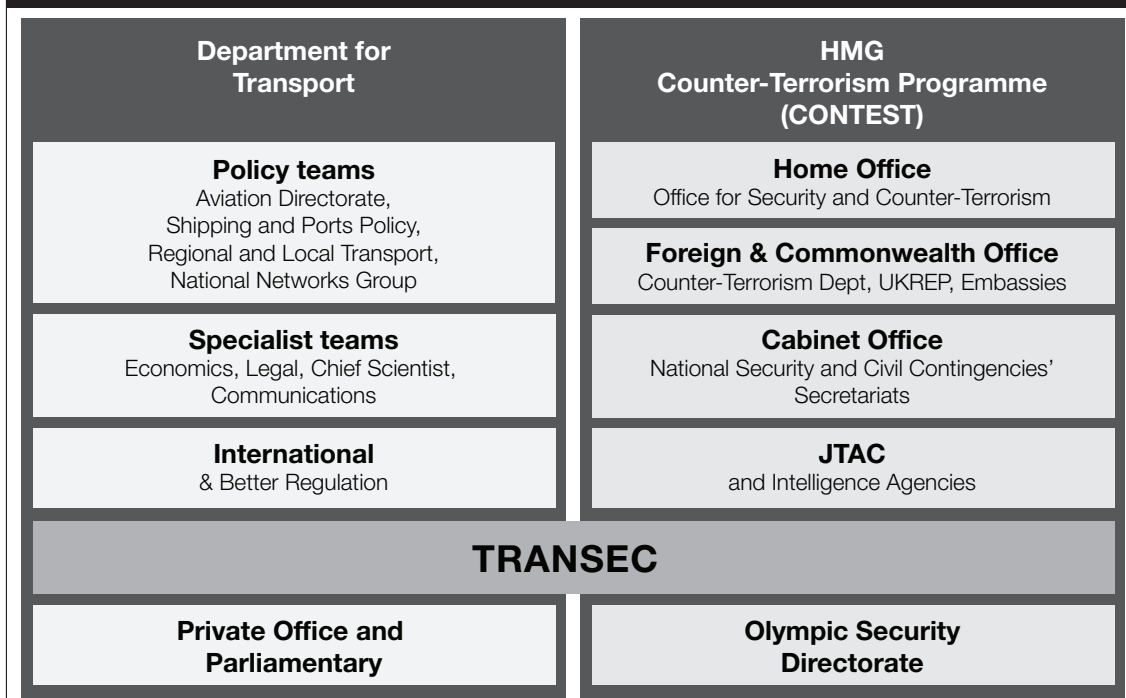 Department for
Transport
Policy teams
Aviation Directorate,
Shipping and Ports Policy,
Regional and Local Transport,
National Networks Group
Specialist teams
Economics, Legal, Chief Scientist,
Communications
International
& Better Regulation
HMG
Counter-Terrorism Programme
(CONTEST)
Home Office
Office for Security and Counter-Terrorism
Foreign & Commonwealth Office
Counter-Terrorism Dept, UKREP, Embassies
Cabinet Office
National Security and Civil Contingencies’
Secretariats
JTAC
and Intelligence Agencies
TRANSEC
Private Office and
Parliamentary
Olympic Security
Directorate